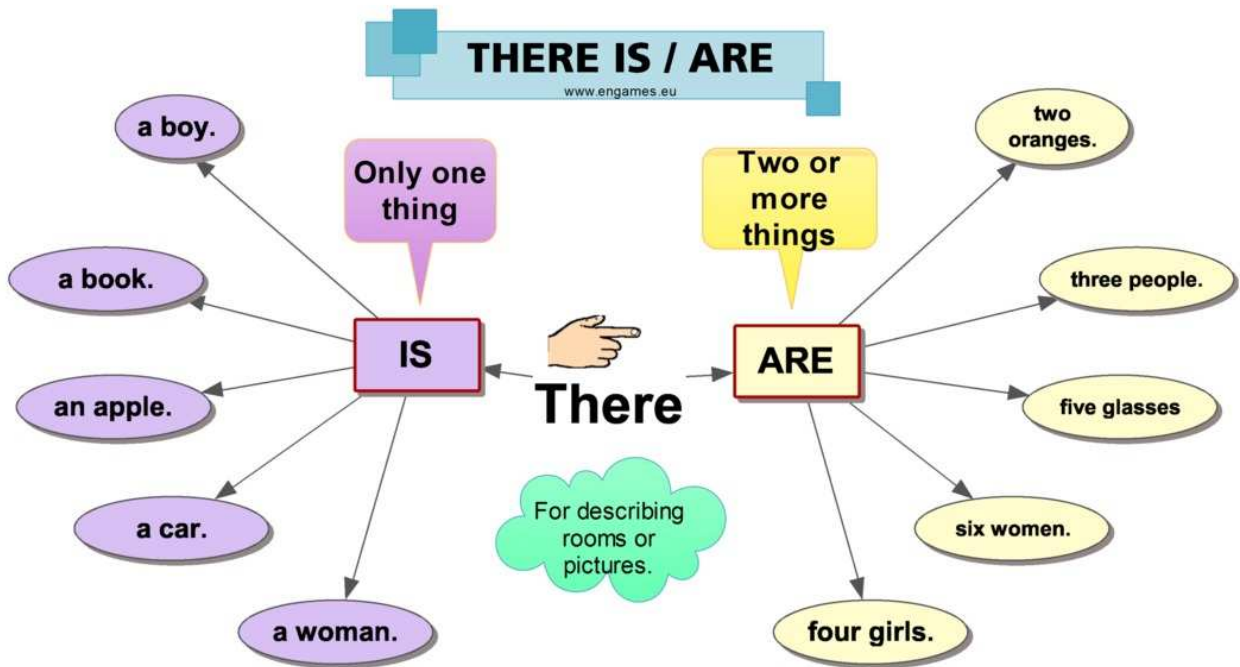 THERE IS / ARE
www.engames.eu
a boy.
Only one
thing
Two or
more
things
two
oranges.
a book.
three people.
IS
ARE
There
an apple.
five glasses
a car.
For describing
rooms or
pictures.
six women.
a woman.
four girls.